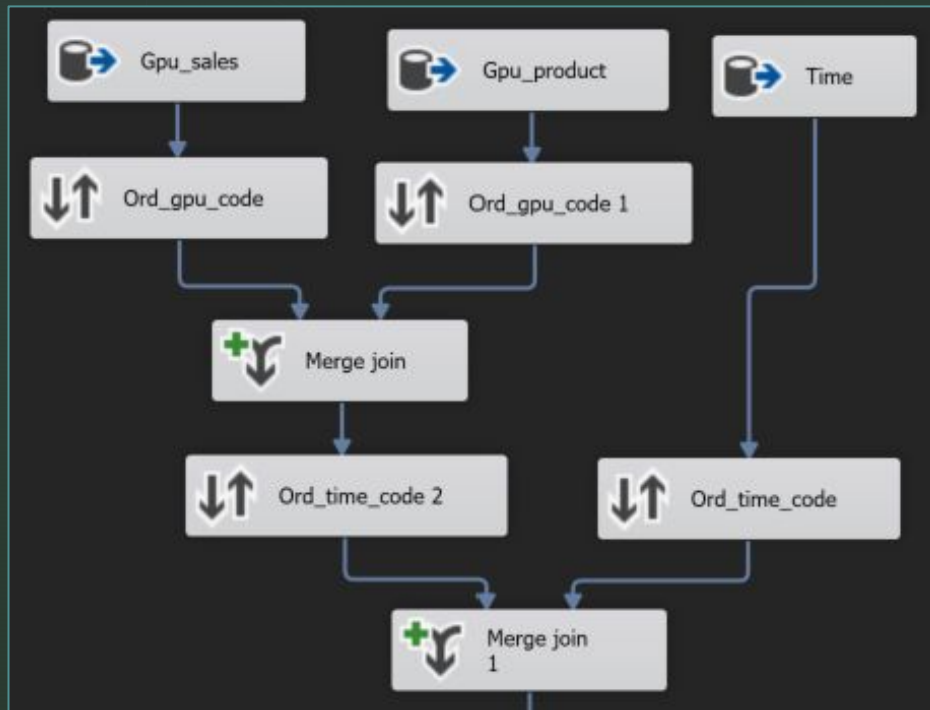 Gpu_sales
Gpu_product
Time
Ord_gpu_code
Ord_gpu_code 1
Merge join
Ord_time_code 2
Ord_time_code
Merge join
1